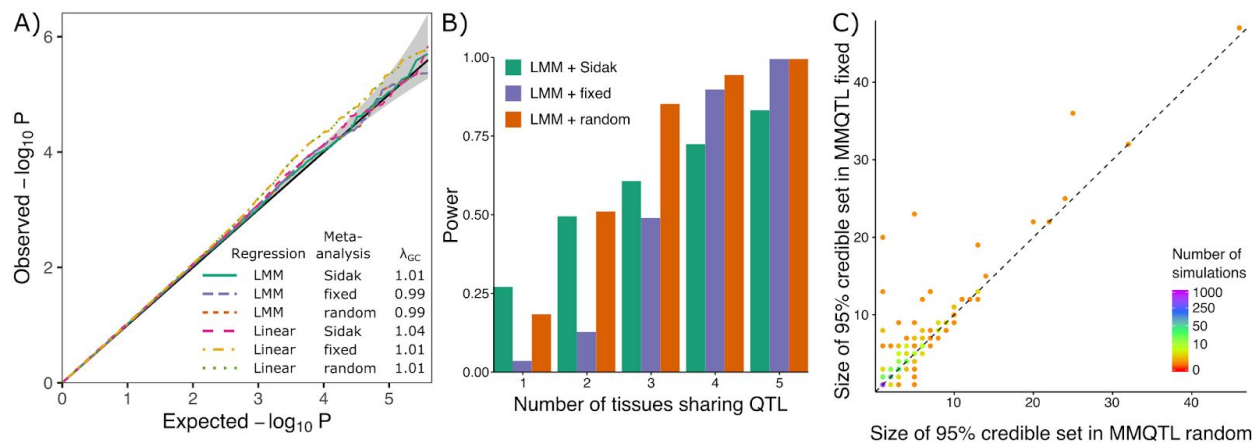 A)
Observed −log10 P
6
4
2
0
0 1 2 3 4 5
Expected −log10 P
Regression Meta-analysis λGC
LMM Sidak 1.01
LMM fixed 0.99
LMM random 0.99
Linear Sidak 1.04
Linear fixed 1.01
Linear random 1.01
B)
Power
1.00
0.75
0.50
0.25
0.00
LMM + Sidak
LMM + fixed
LMM + random
1 2 3 4 5
Number of tissues sharing QTL
C)
Size of 95% credible set in MMQTL fixed
40
30
20
10
10 20 30 40
Size of 95% credible set in MMQTL random
Number of
simulations
1000
250
50
10
0